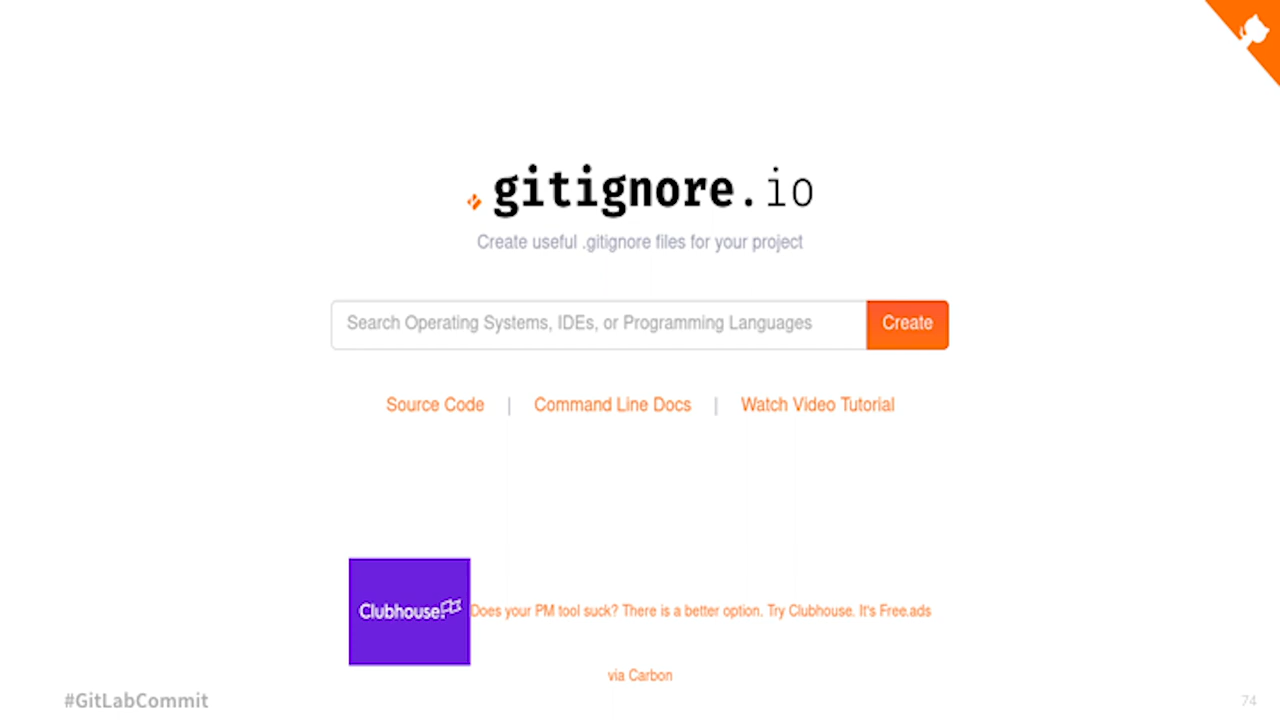 gitignore.io
Create useful .gitignore files for your project
Search Operating Systems, IDEs, or Programming Languages
Create
Source Code | Command Line Docs | Watch Video Tutorial
Clubhouse
Does your PM tool suck? There is a better option. Try Clubhouse. It's Free.ads
via Carbon
#GitLabCommit
74